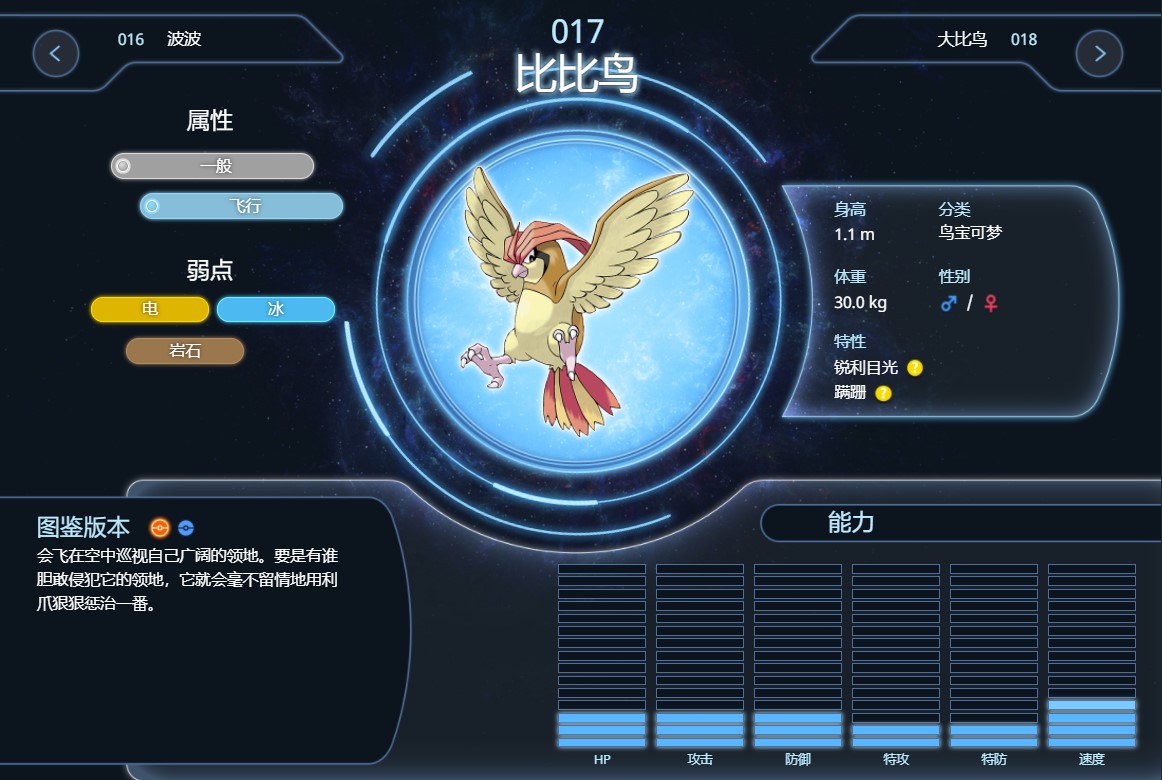 016 波波
017
比比鸟
大比鸟 018
属性
一般
飞行
弱点
电
冰
岩石
身高
1.1 m
分类
鸟宝可梦
体重
30.0 kg
性别
♂ / ♀
特性
锐利目光 ?
蹒跚 ?
图鉴版本
会飞在空中巡视自己广阔的领地。要是有谁
胆敢侵犯它的领地，它就会毫不留情地用利
爪狠狠惩治一番。
能力
HP
攻击
防御
特攻
特防
速度